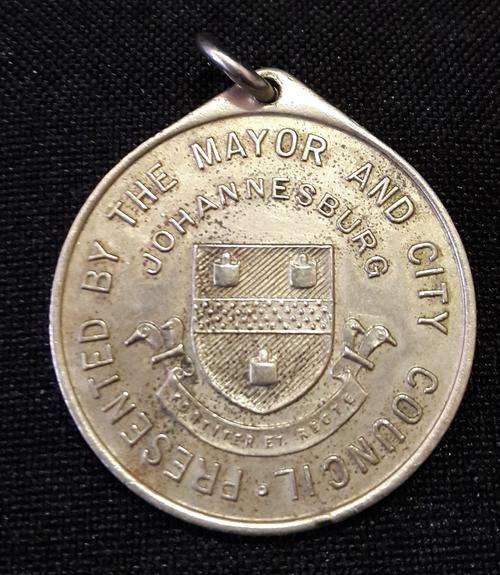 PRESENTED BY THE MAYOR AND CITY COUNCIL.
JOHANNESBURG
FORTITER ET RECTE